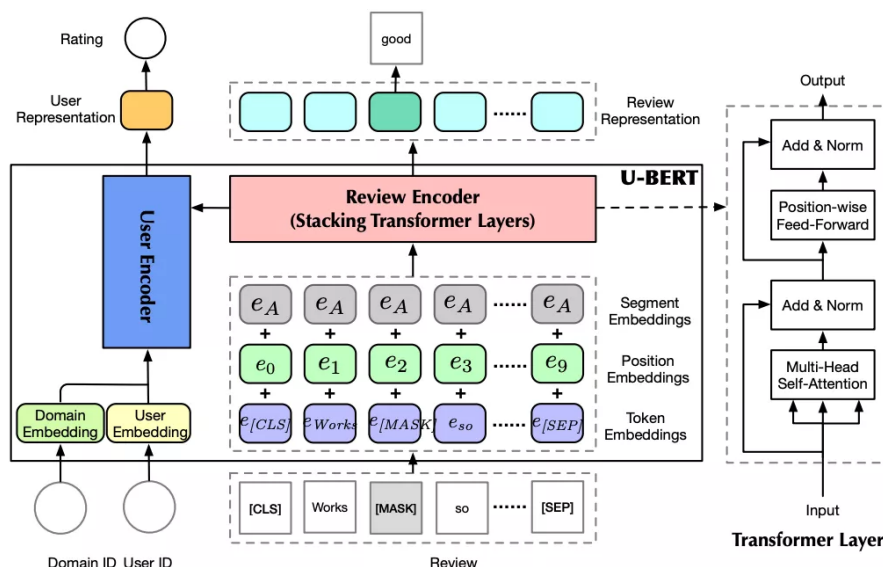 Rating
good
User
Representation
Review
Representation
U-BERT
User Encoder
Review Encoder
(Stacking Transformer Layers)
e_A e_A e_A e_A ...... e_A
Segment
Embeddings
+ + + + +
e_0 e_1 e_2 e_3 ...... e_9
Position
Embeddings
+ + + + +
e_[CLS] e_Works e_[MASK] e_so ...... e_[SEP]
Token
Embeddings
Domain
Embedding
User
Embedding
[CLS] Works [MASK] so ...... [SEP]
Domain ID User ID
Review
Output
Add & Norm
Position-wise
Feed-Forward
Add & Norm
Multi-Head
Self-Attention
Input
Transformer Layer